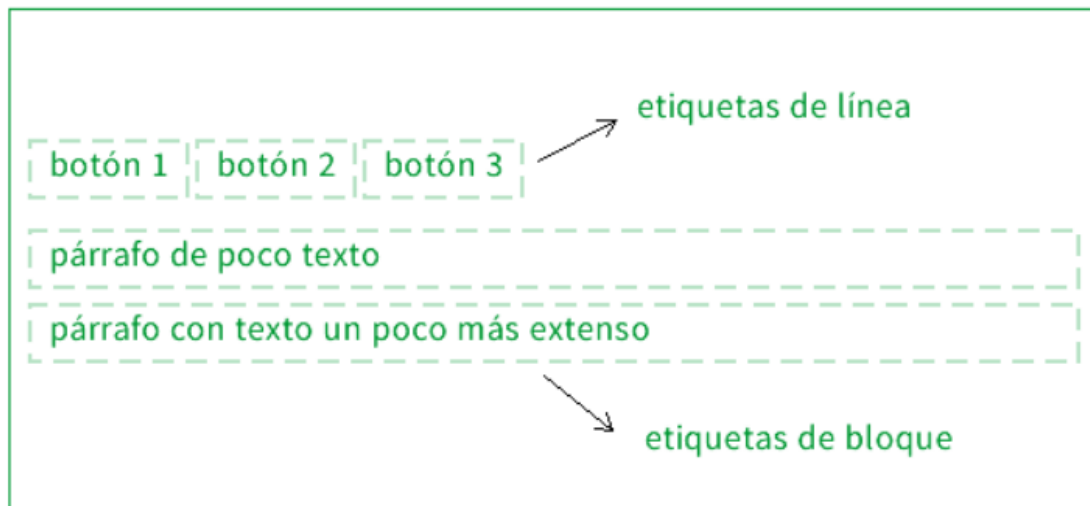 etiquetas de línea
botón 1 botón 2 botón 3
párrafo de poco texto
párrafo con texto un poco más extenso
etiquetas de bloque